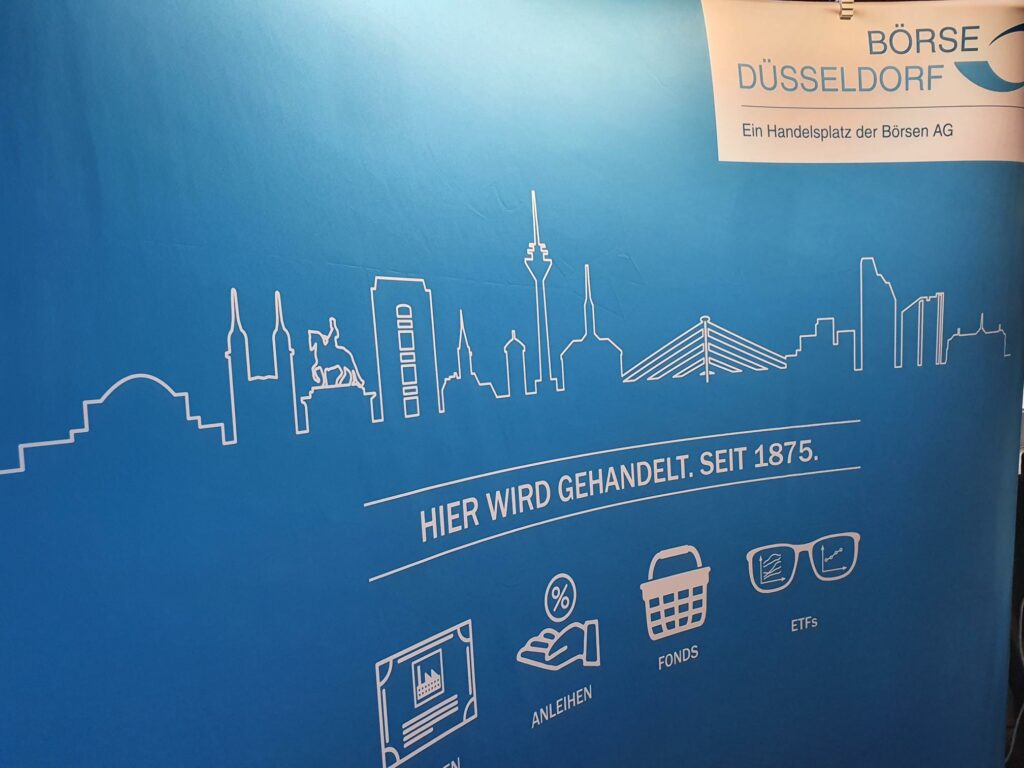 BÖRSE
DÜSSELDORF
Ein Handelsplatz der Börsen AG
HIER WIRD GEHANDELT. SEIT 1875.
%
ETFs
FONDS
ANLEIHEN